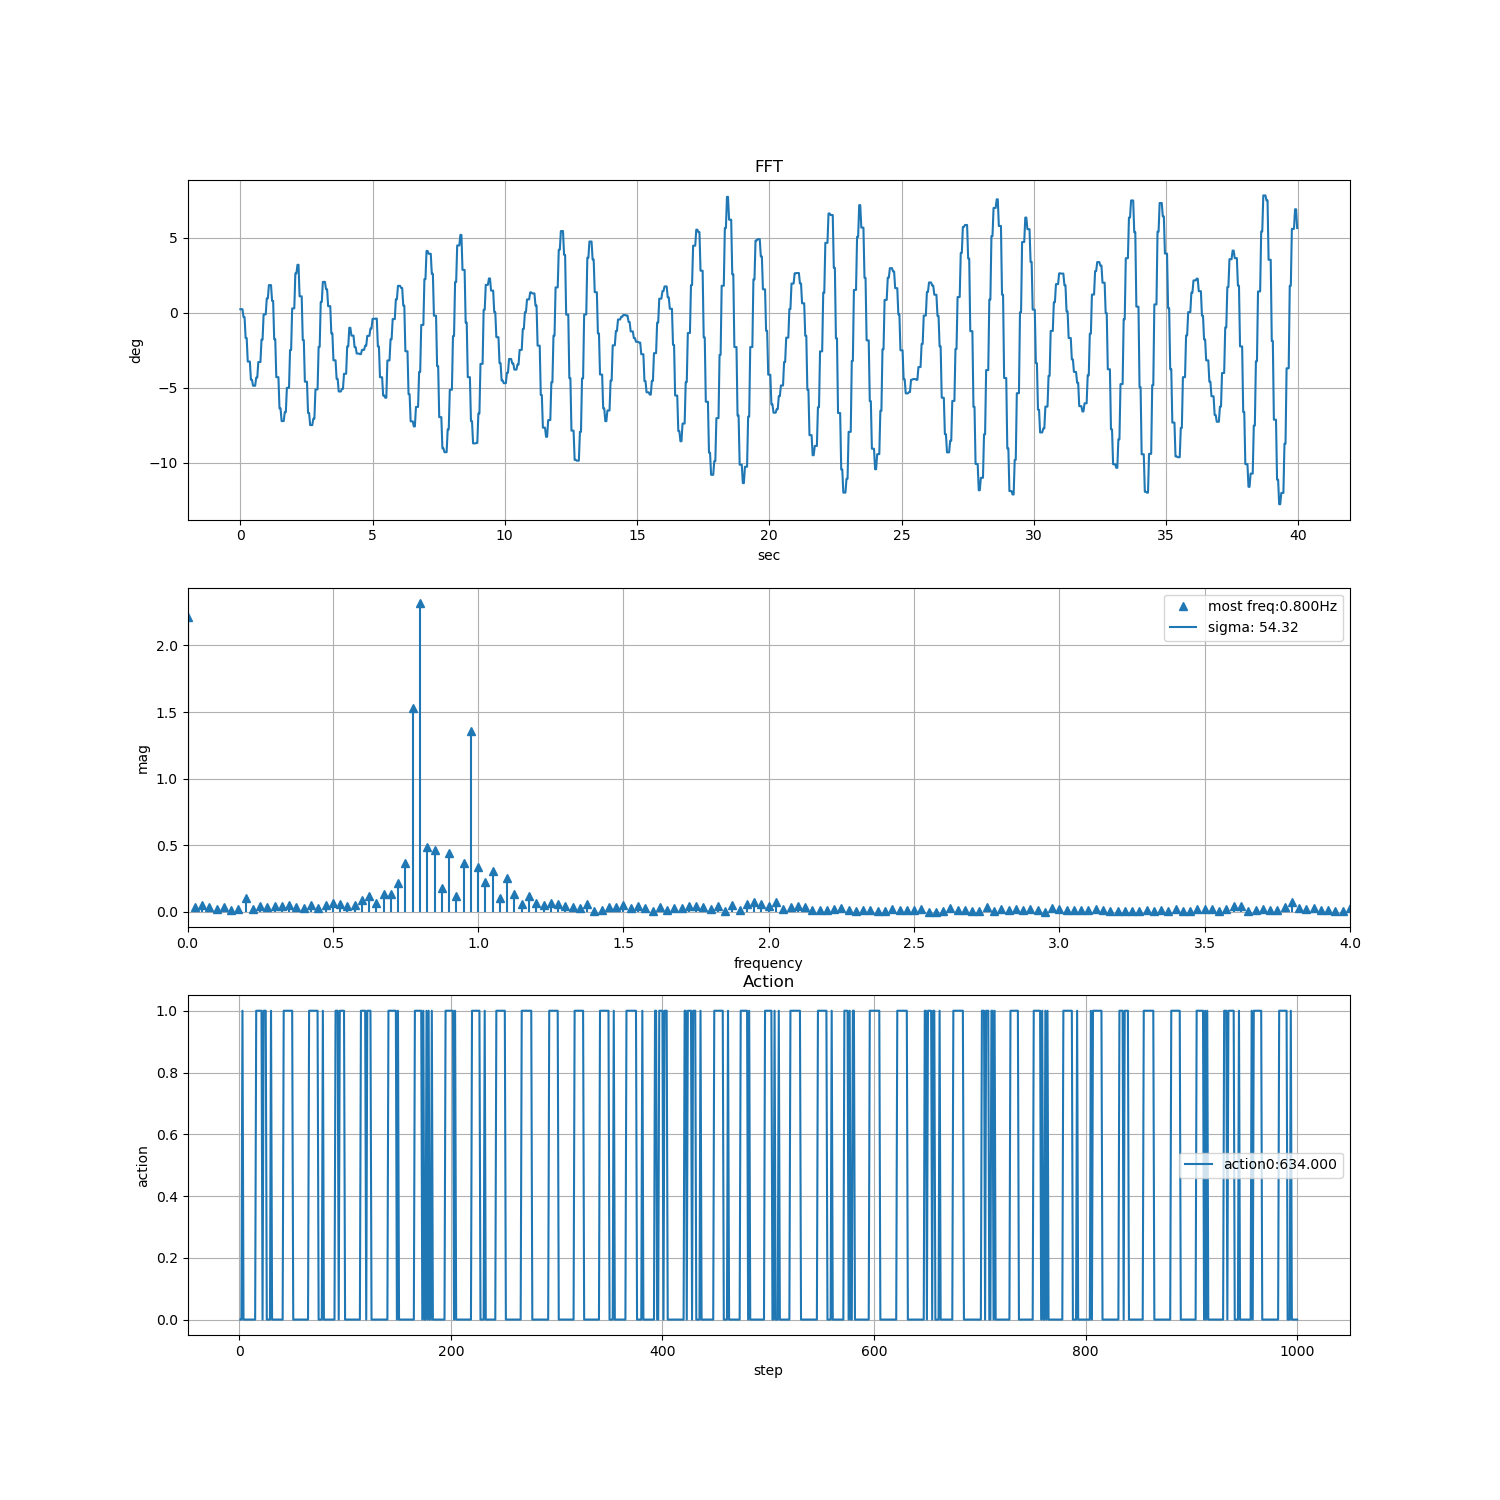 FFT
5
0
−5
−10
deg
0 5 10 15 20 25 30 35 40
sec
most freq:0.800Hz
sigma: 54.32
2.0
1.5
1.0
0.5
0.0
mag
0.0 0.5 1.0 1.5 2.0 2.5 3.0 3.5 4.0
frequency
Action
1.0
0.8
0.6
0.4
0.2
0.0
action
action0:634.000
0 200 400 600 800 1000
step